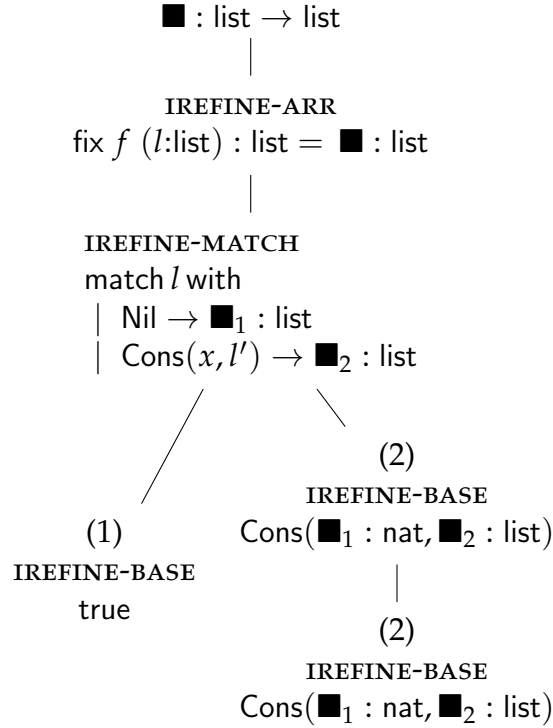 ■ : list → list
IREFINE-ARR
fix f (l:list) : list = ■ : list
IREFINE-MATCH
match l with
| Nil → ■₁ : list
| Cons(x, l′) → ■₂ : list
(2)
IREFINE-BASE
Cons(■₁ : nat, ■₂ : list)
(1)
IREFINE-BASE
true
(2)
IREFINE-BASE
Cons(■₁ : nat, ■₂ : list)